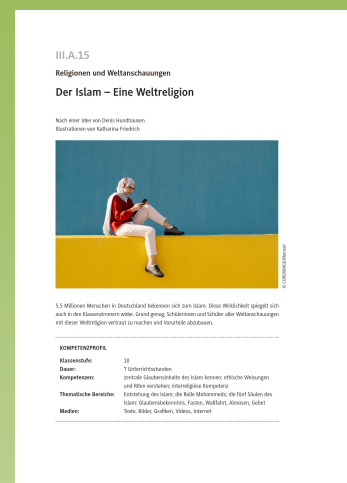 III.A.15
Religionen und Weltanschauungen
Der Islam – Eine Weltreligion
Nach einer Idee von Denis Hundhausen
Illustrationen von Katharina Friedrich
5,5 Millionen Menschen in Deutschland bekennen sich zum Islam. Diese Wirklichkeit spiegelt sich
auch in den Klassenzimmern wider. Grund genug, Schülerinnen und Schüler aller Weltanschauungen
mit dieser Weltreligion vertraut zu machen und Vorurteile abzubauen.
KOMPETENZPROFIL
Klassenstufe: 10
Dauer: 7 Unterrichtsstunden
Kompetenzen: zentrale Glaubensinhalte des Islam kennen; ethische Weisungen
und Riten verstehen; interreligiöse Kompetenz
Thematische Bereiche: Entstehung des Islam; die Rolle Mohammeds; die fünf Säulen des
Islam: Glaubensbekenntnis, Fasten, Wallfahrt, Almosen, Gebet
Medien: Texte, Bilder, Grafiken, Videos, Internet